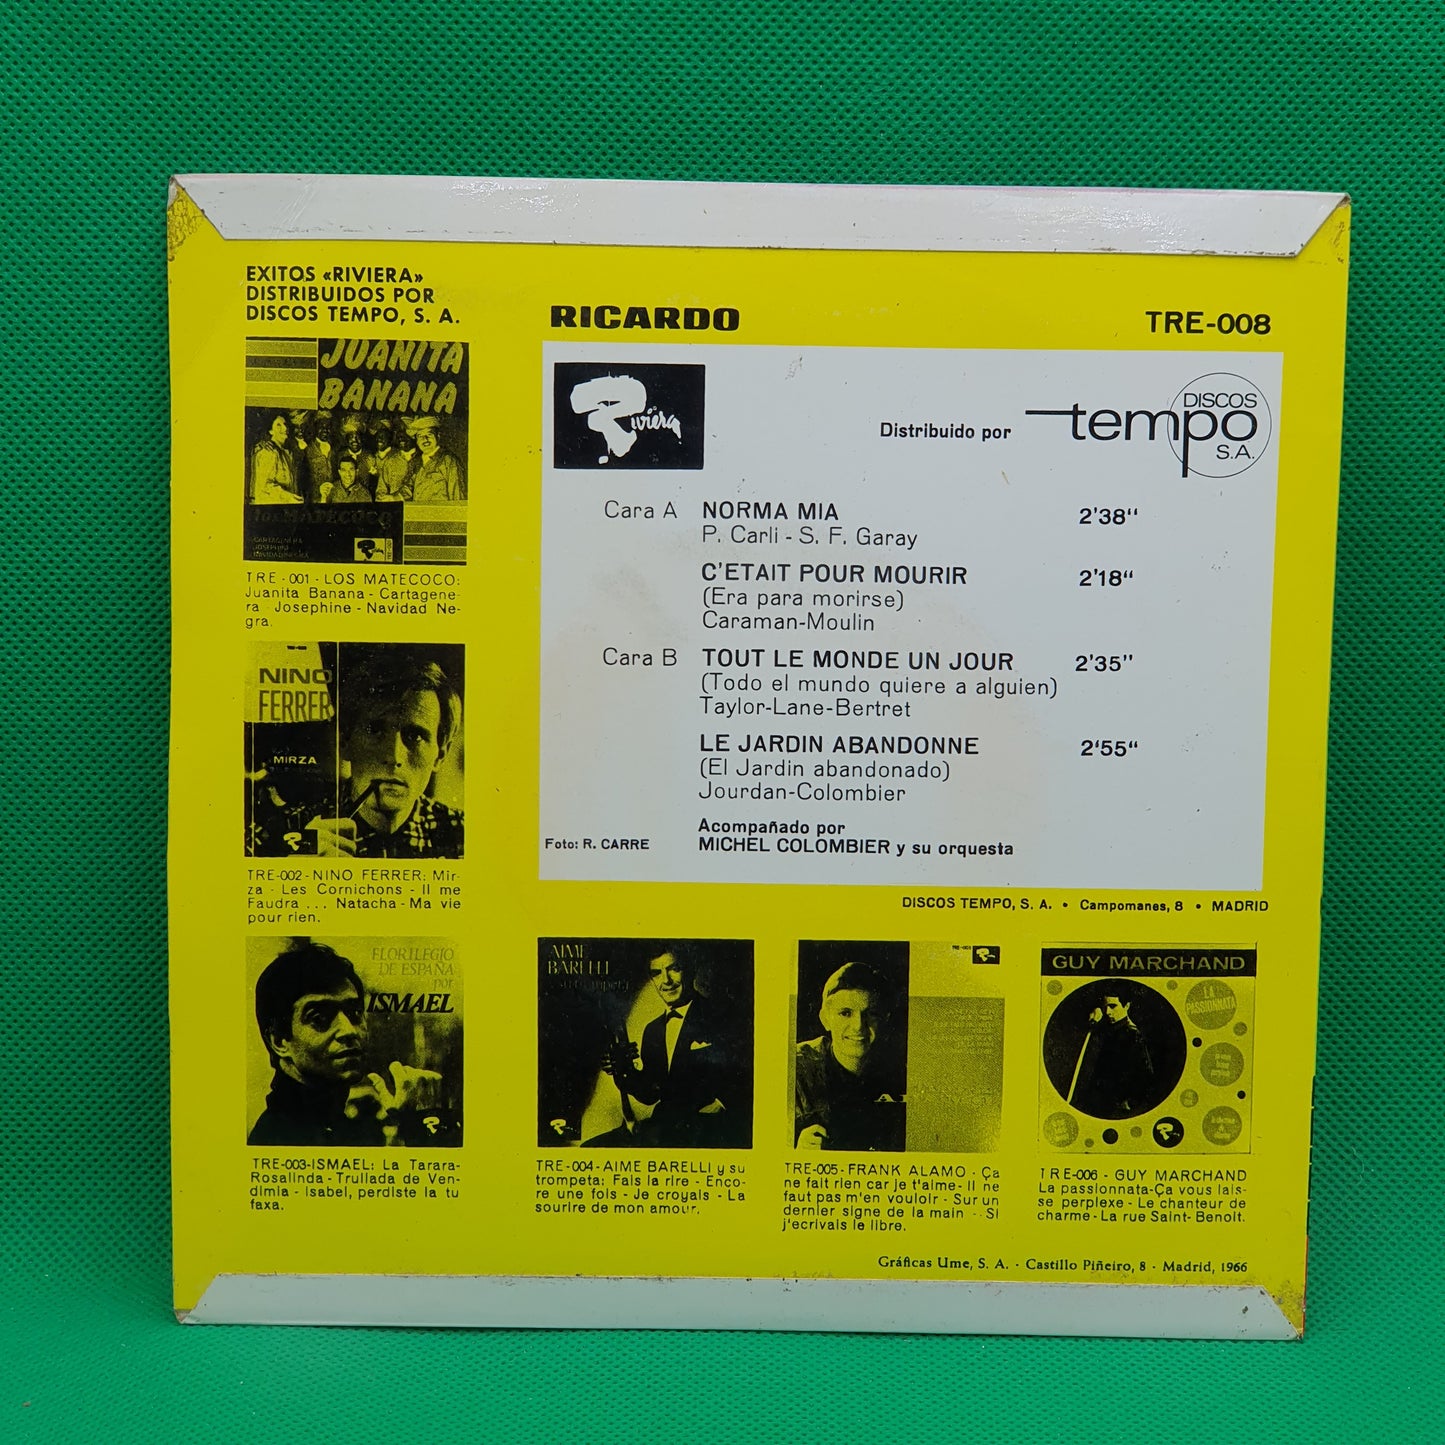 EXITOS «RIVIERA»
DISTRIBUIDOS POR
DISCOS TEMPO, S. A.
JUANITA
BANANA
LOS MATECOCO
CARTAGENERA
JOSEPHINE
NAVIDAD NEGRA
Riviera
TRE-001-LOS MATECOCO:
Juanita Banana - Cartagene-
ra - Josephine - Navidad Ne-
gra.
NINO
FERRER
MIRZA
TRE-002-NINO FERRER: Mir-
za - Les Cornichons - Il me
Faudra ... Natacha - Ma vie
pour rien.
FLORILEGIO
DE ESPAÑA
por
ISMAEL
TRE-003-ISMAEL: La Tarara-
Rosalinda - Trullada de Ven-
dimia - isabel, perdiste la tu
faxa.
RICARDO
TRE-008
Riviera
Distribuido por
DISCOS
tempo
S.A.
Cara A NORMA MIA 2'38"
P. Carli - S. F. Garay
C'ETAIT POUR MOURIR 2'18"
(Era para morirse)
Caraman-Moulin
Cara B TOUT LE MONDE UN JOUR 2'35"
(Todo el mundo quiere a alguien)
Taylor-Lane-Bertret
LE JARDIN ABANDONNE 2'55"
(El Jardin abandonado)
Jourdan-Colombier
Acompañado por
Foto: R. CARRE MICHEL COLOMBIER y su orquesta
DISCOS TEMPO, S. A. • Campomanes, 8 • MADRID
AIME
BARELLI
TRE-004-AIME BARELLI y su
trompeta: Fais la rire - Enco-
re une fois - Je croyais - La
sourire de mon amour.
TRE-005-FRANK ALAMO - Ça
ne fait rien car je t'aime- Il ne
faut pas m'en vouloir - Sur un
dernier signe de la main - Si
j'ecrivais le libre.
GUY MARCHAND
LA
PASSIONNATA
TRE-006 - GUY MARCHAND
La passionnata-Ça vous lais-
se perplexe - Le chanteur de
charme - La rue Saint- Benoit.
Gráficas Ume, S. A. - Castillo Piñeiro, 8 - Madrid, 1966